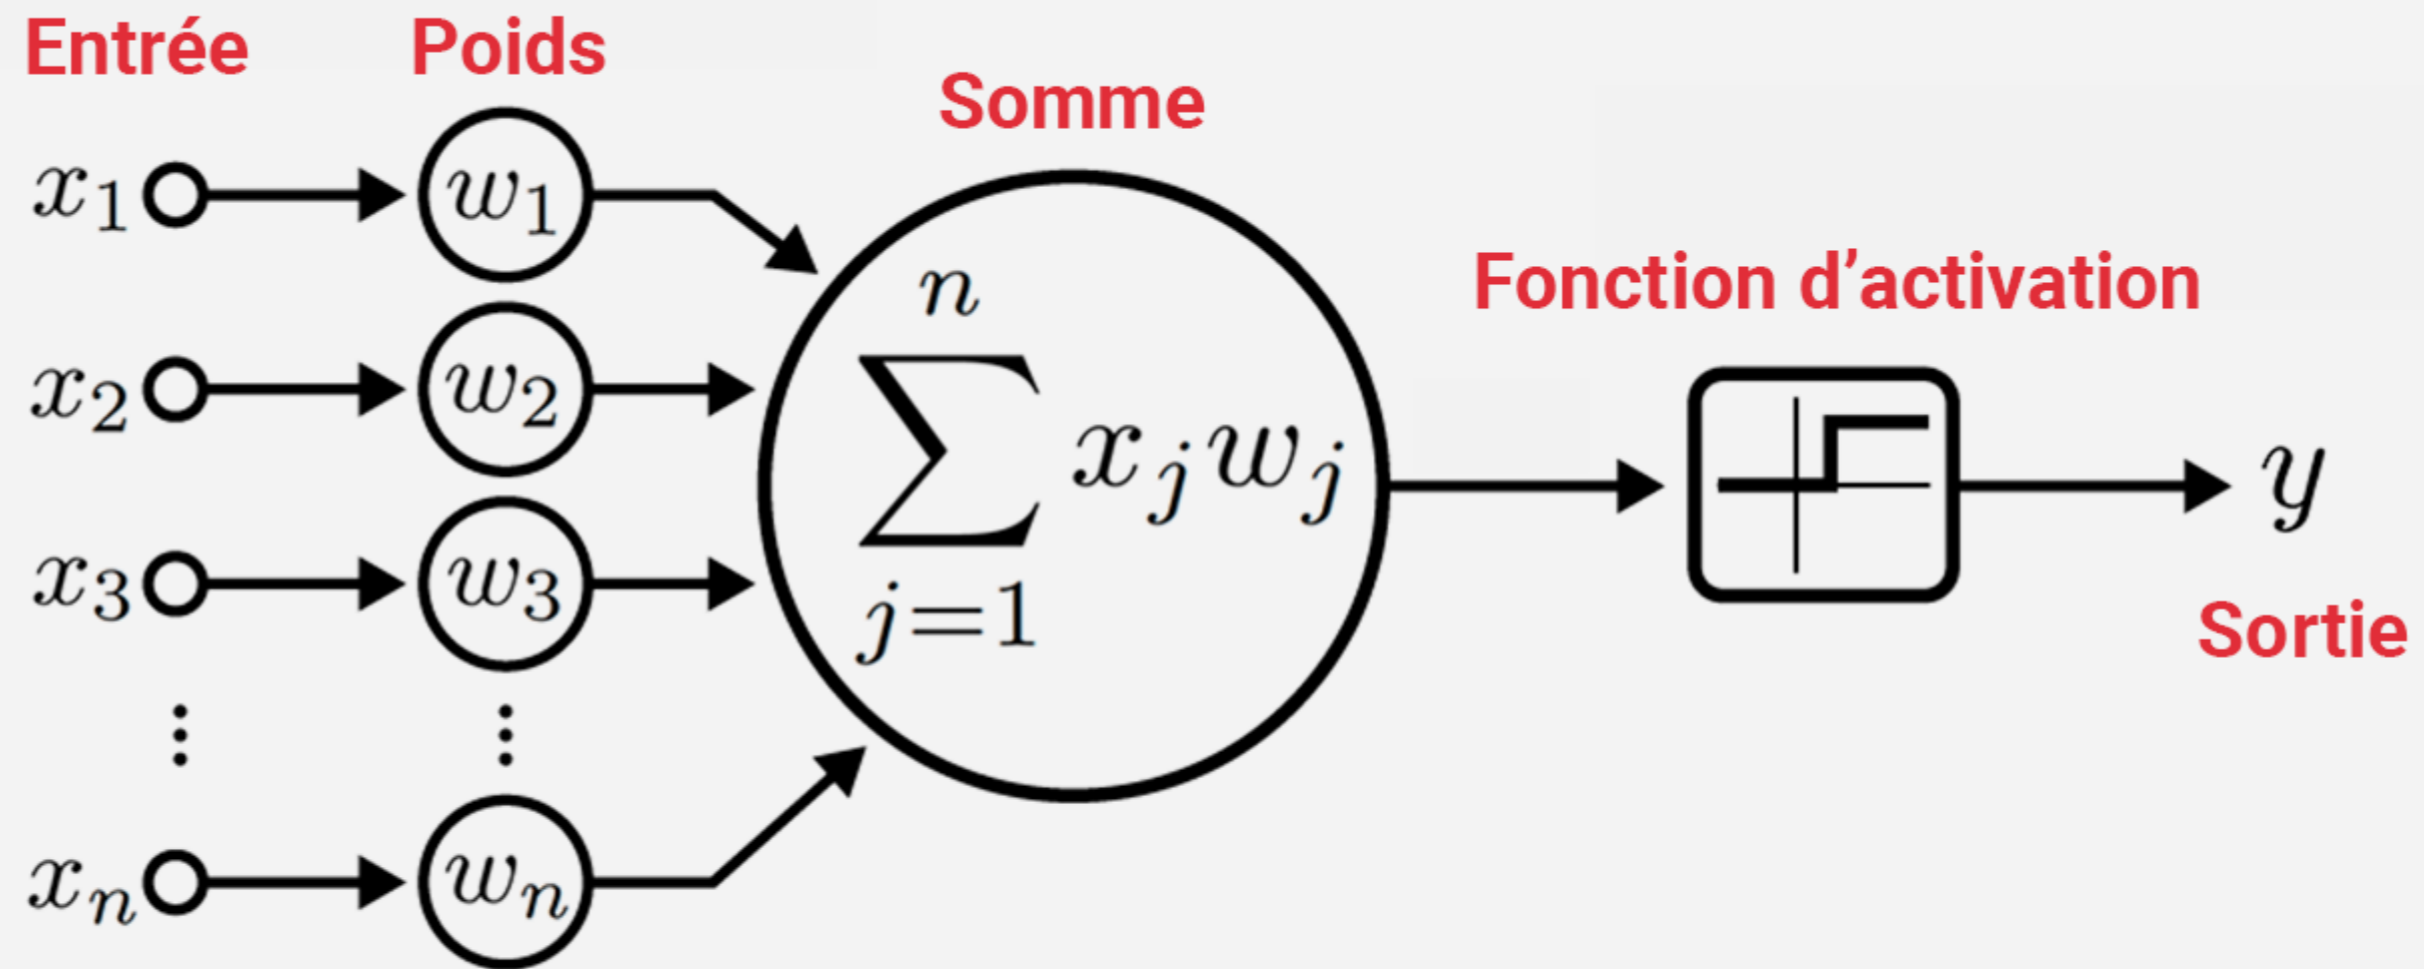 Entrée
Poids
Somme
x₁ w₁
x₂ w₂
x₃ w₃
⋮ ⋮
xₙ wₙ
n
∑ xⱼwⱼ
j=1
Fonction d’activation
y
Sortie